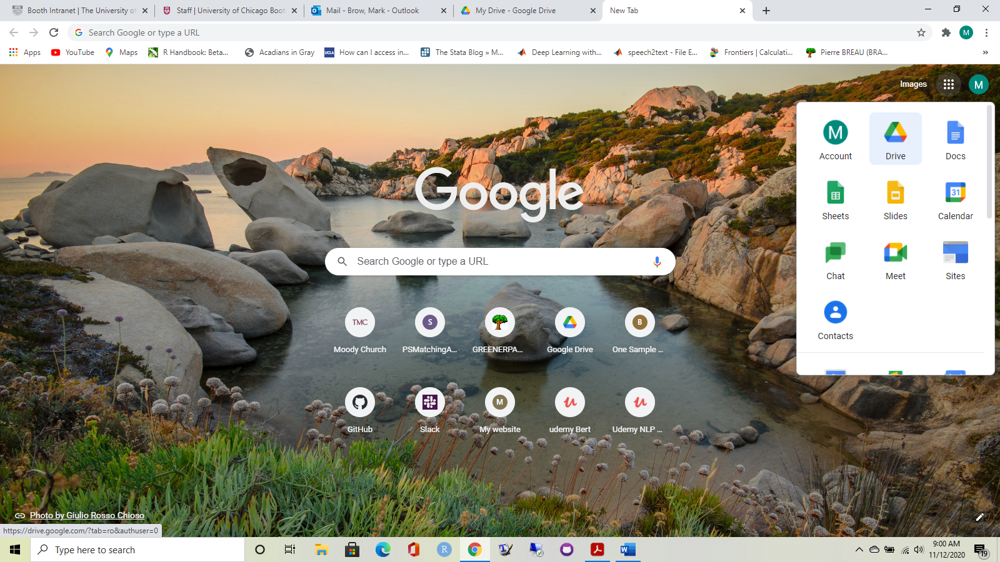 Booth Intranet | The University of
Staff | University of Chicago Boot
Mail - Brow, Mark - Outlook
My Drive - Google Drive
New Tab
Search Google or type a URL
M
Apps
YouTube
Maps
R Handbook: Beta...
Acadians in Gray
UCLA
How can I access in...
The Stata Blog » M...
Deep Learning with...
speech2text - File E...
Frontiers | Calculati...
Pierre BREAU (BRA...
»
Images
M
M
Account
Drive
Docs
Sheets
Slides
31
Calendar
Chat
Meet
Sites
Contacts
Google
Search Google or type a URL
TMC
Moody Church
S
PSMatchingA...
GREENERPA...
Google Drive
B
One Sample ...
GitHub
Slack
M
My website
udemy Bert
Udemy NLP ...
Photo by Giulio Rosso Chioso
https://drive.google.com/?tab=ro&authuser=0
Type here to search
R
W
9:00 AM
11/12/2020
19